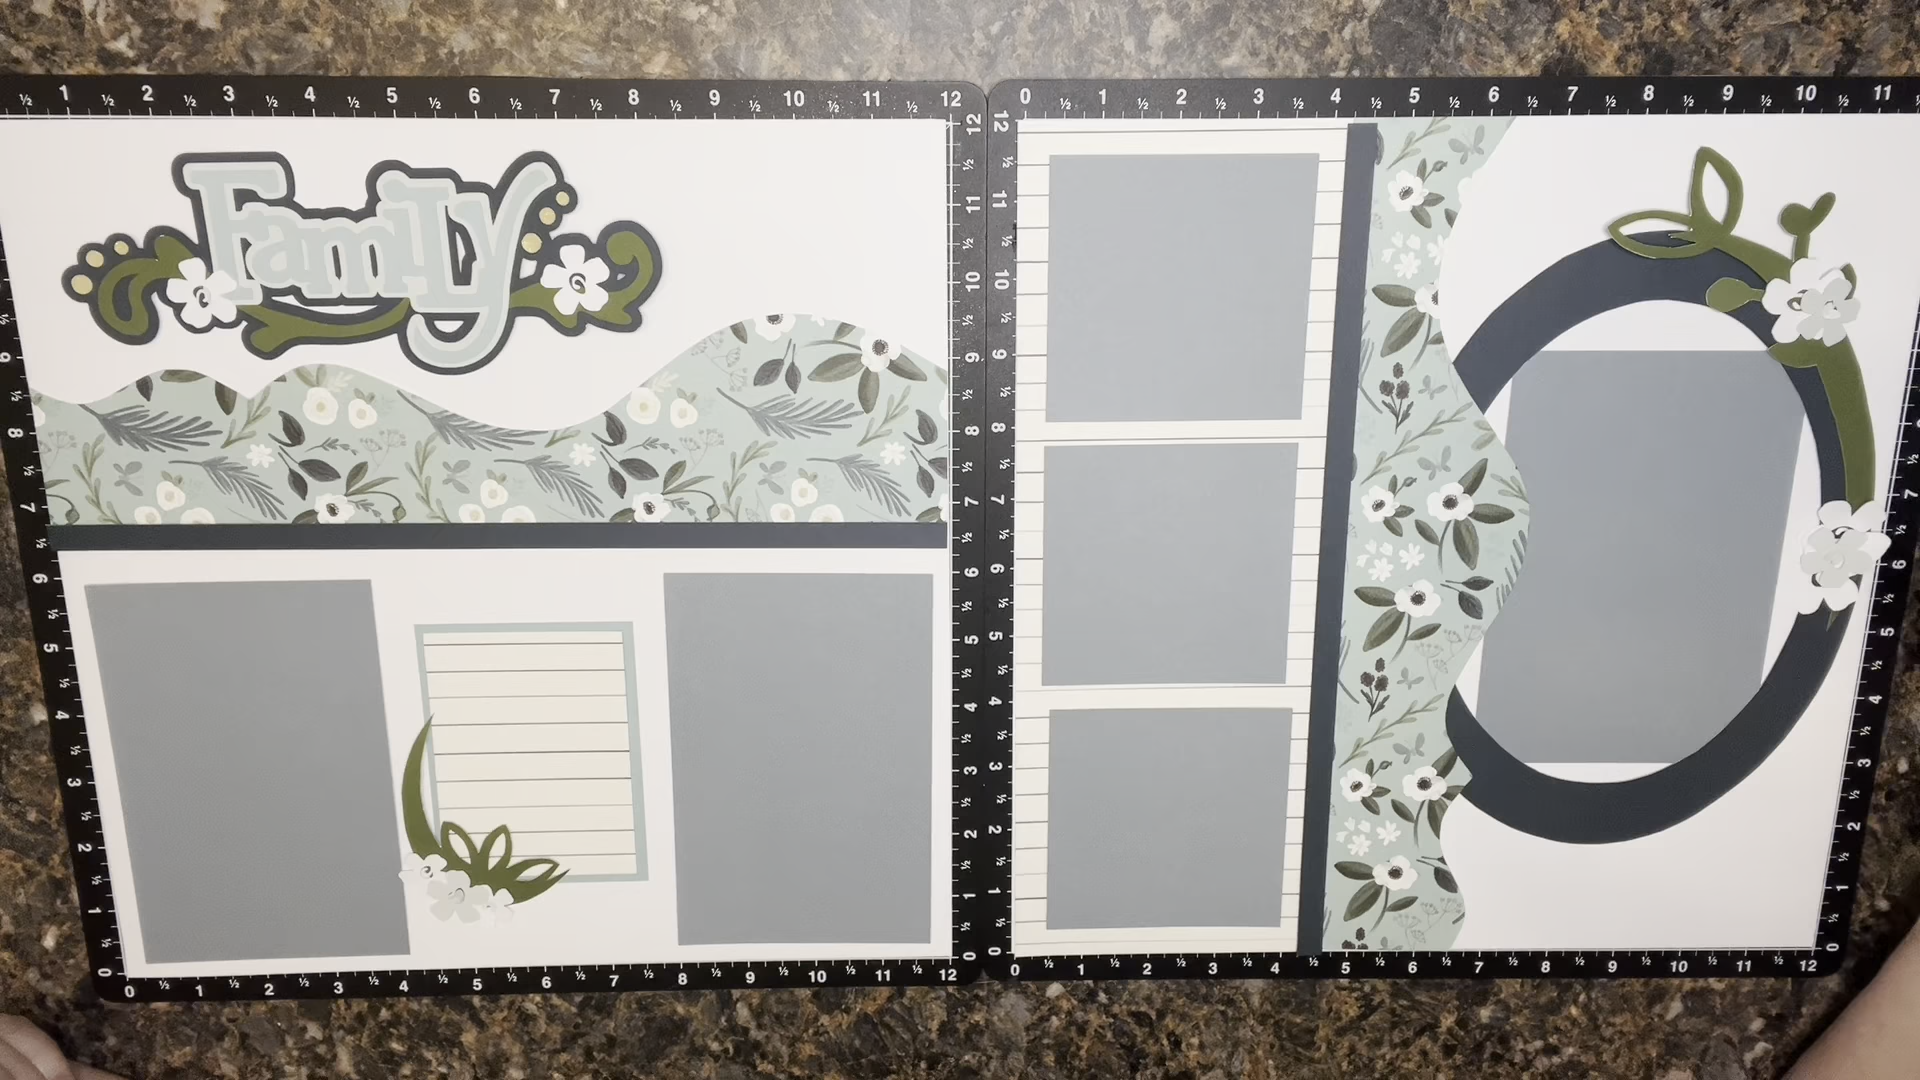 ½ 1 ½ 2 ½ 3 ½ 4 ½ 5 ½ 6 ½ 7 ½ 8 ½ 9 ½ 10 ½ 11 ½ 12
0 ½ 1 ½ 2 ½ 3 ½ 4 ½ 5 ½ 6 ½ 7 ½ 8 ½ 9 ½ 10 ½ 11 ½
Family
0 ½ 1 ½ 2 ½ 3 ½ 4 ½ 5 ½ 6 ½ 7 ½ 8 ½ 9 ½ 10 ½ 11 ½ 12
0 ½ 1 ½ 2 ½ 3 ½ 4 ½ 5 ½ 6 ½ 7 ½ 8 ½ 9 ½ 10 ½ 11 ½ 12